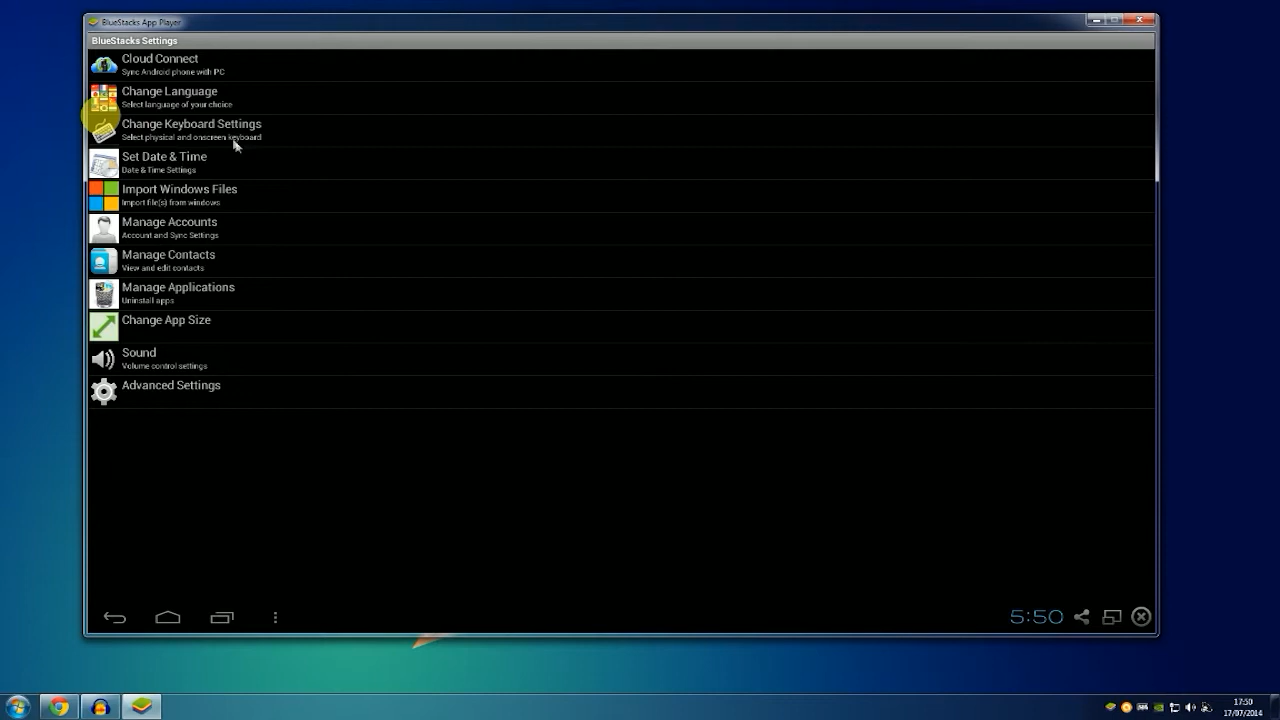 BlueStacks App Player
BlueStacks Settings
Cloud Connect
Sync Android phone with PC
Change Language
Select language of your choice
Change Keyboard Settings
Select physical and onscreen keyboard
Set Date & Time
Date & Time Settings
Import Windows Files
Import file(s) from windows
Manage Accounts
Account and Sync Settings
Manage Contacts
View and edit contacts
Manage Applications
Uninstall apps
Change App Size
Sound
Volume control settings
Advanced Settings
5:50
17:50
17/07/2014